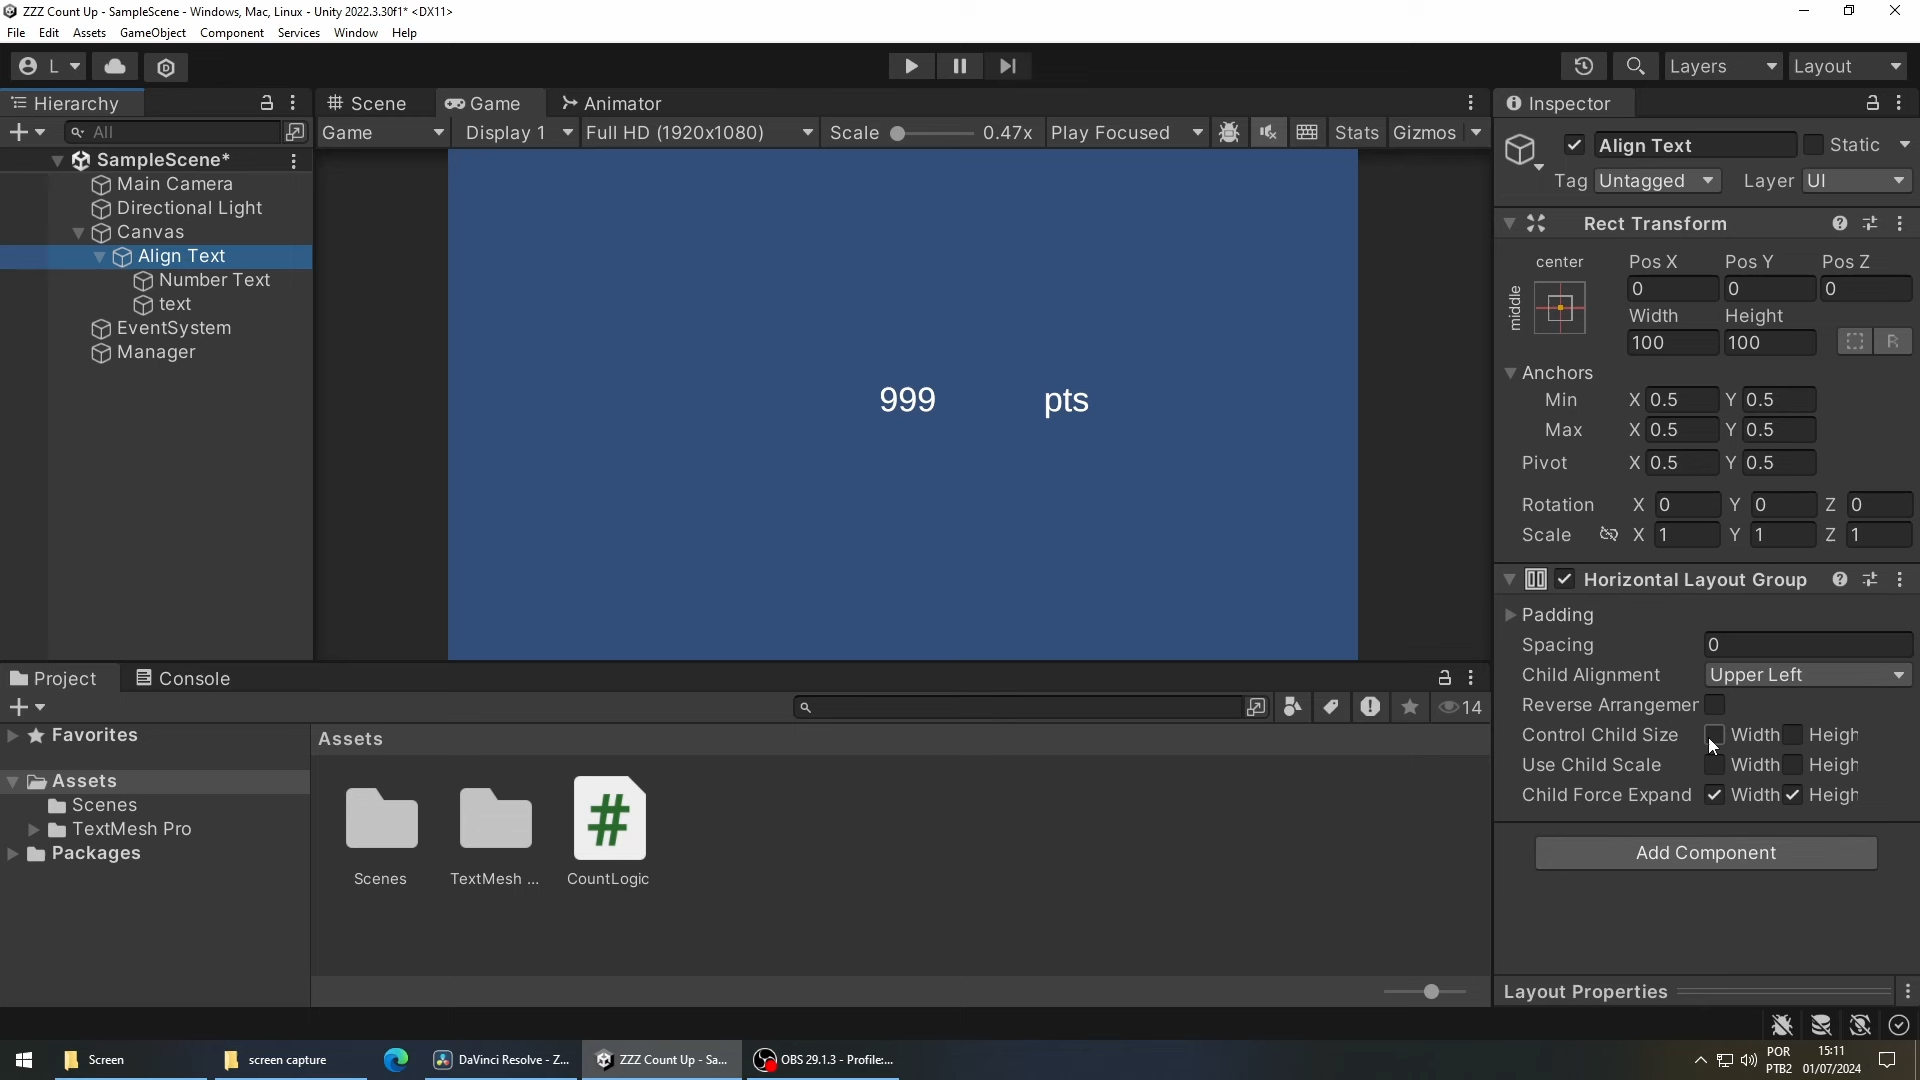 ZZZ Count Up - SampleScene - Windows, Mac, Linux - Unity 2022.3.30f1* <DX11>
File Edit Assets GameObject Component Services Window Help
L Layers Layout
Hierarchy Scene Game Animator Inspector
All Game Display 1 Full HD (1920x1080) Scale 0.47x Play Focused Stats Gizmos
Align Text Static
SampleScene*
Main Camera
Directional Light
Canvas
Align Text
Number Text
text
EventSystem
Manager
999 pts
Tag Untagged Layer UI
Rect Transform
center Pos X Pos Y Pos Z
middle 0 0 0
Width Height
100 100 R
Anchors
Min X 0.5 Y 0.5
Max X 0.5 Y 0.5
Pivot X 0.5 Y 0.5
Rotation X 0 Y 0 Z 0
Scale X 1 Y 1 Z 1
Horizontal Layout Group
Padding
Spacing 0
Child Alignment Upper Left
Reverse Arrangemer
Control Child Size Width Heigh
Use Child Scale Width Heigh
Child Force Expand Width Heigh
Add Component
Layout Properties
Project Console
14
Favorites
Assets
Scenes
TextMesh Pro
Packages
Assets
Scenes TextMesh ... CountLogic
#
Screen screen capture DaVinci Resolve - Z... ZZZ Count Up - Sa... OBS 29.1.3 - Profile:...
POR 15:11
PTB2 01/07/2024